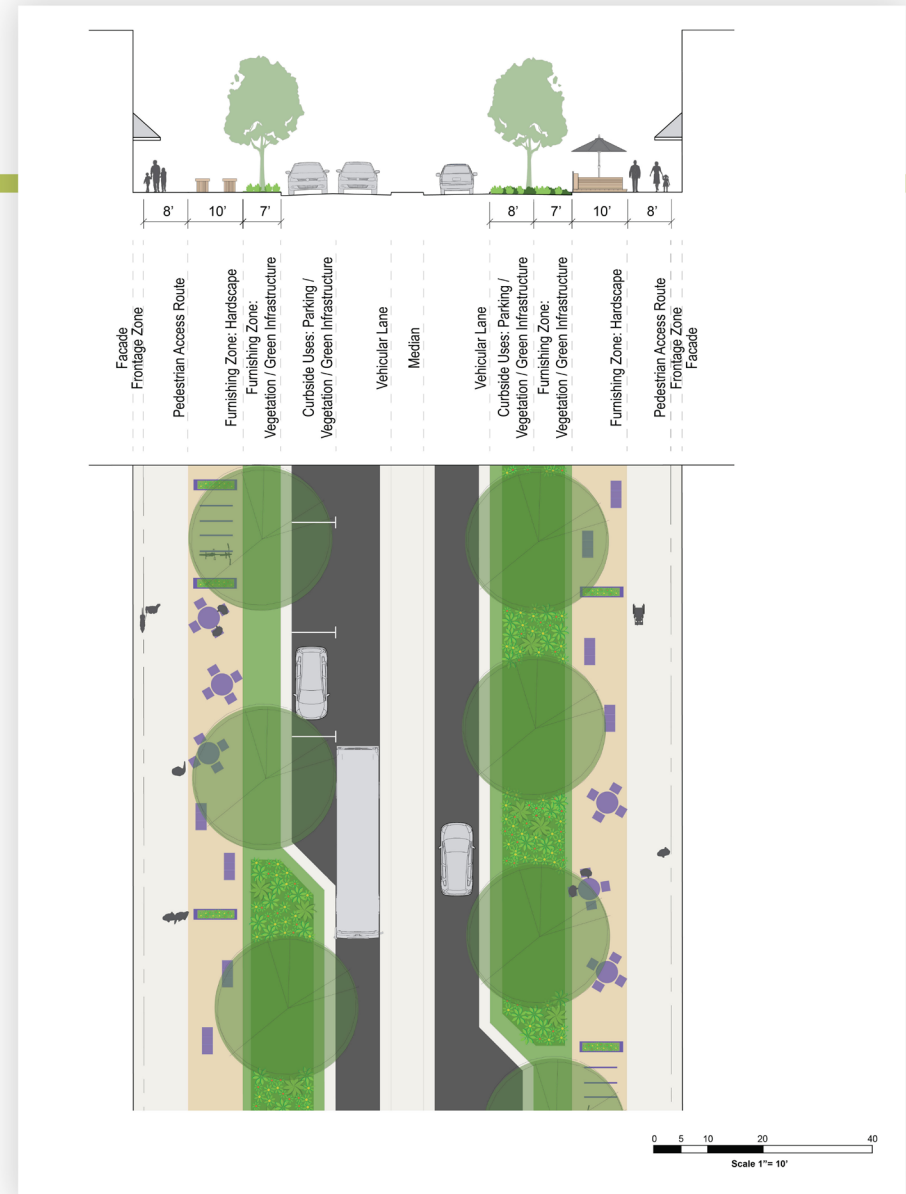 8'
10'
7'
8'
7'
10'
8'
Facade
Frontage Zone
Pedestrian Access Route
Furnishing Zone: Hardscape
Furnishing Zone:
Vegetation / Green Infrastructure
Curbside Uses: Parking /
Vegetation / Green Infrastructure
Vehicular Lane
Median
Vehicular Lane
Curbside Uses: Parking /
Vegetation / Green Infrastructure
Furnishing Zone:
Vegetation / Green Infrastructure
Furnishing Zone: Hardscape
Pedestrian Access Route
Frontage Zone
Facade
0 5 10 20 40
Scale 1"= 10'